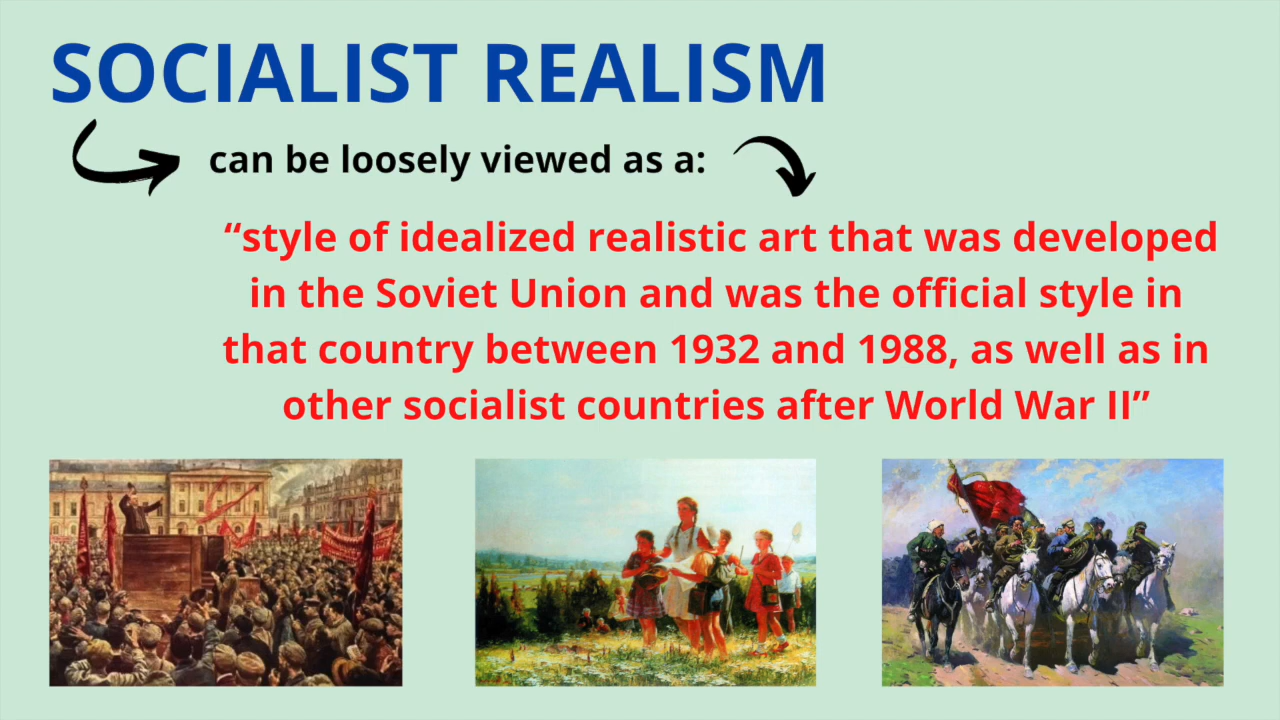 SOCIALIST REALISM
can be loosely viewed as a:
“style of idealized realistic art that was developed
in the Soviet Union and was the official style in
that country between 1932 and 1988, as well as in
other socialist countries after World War II”